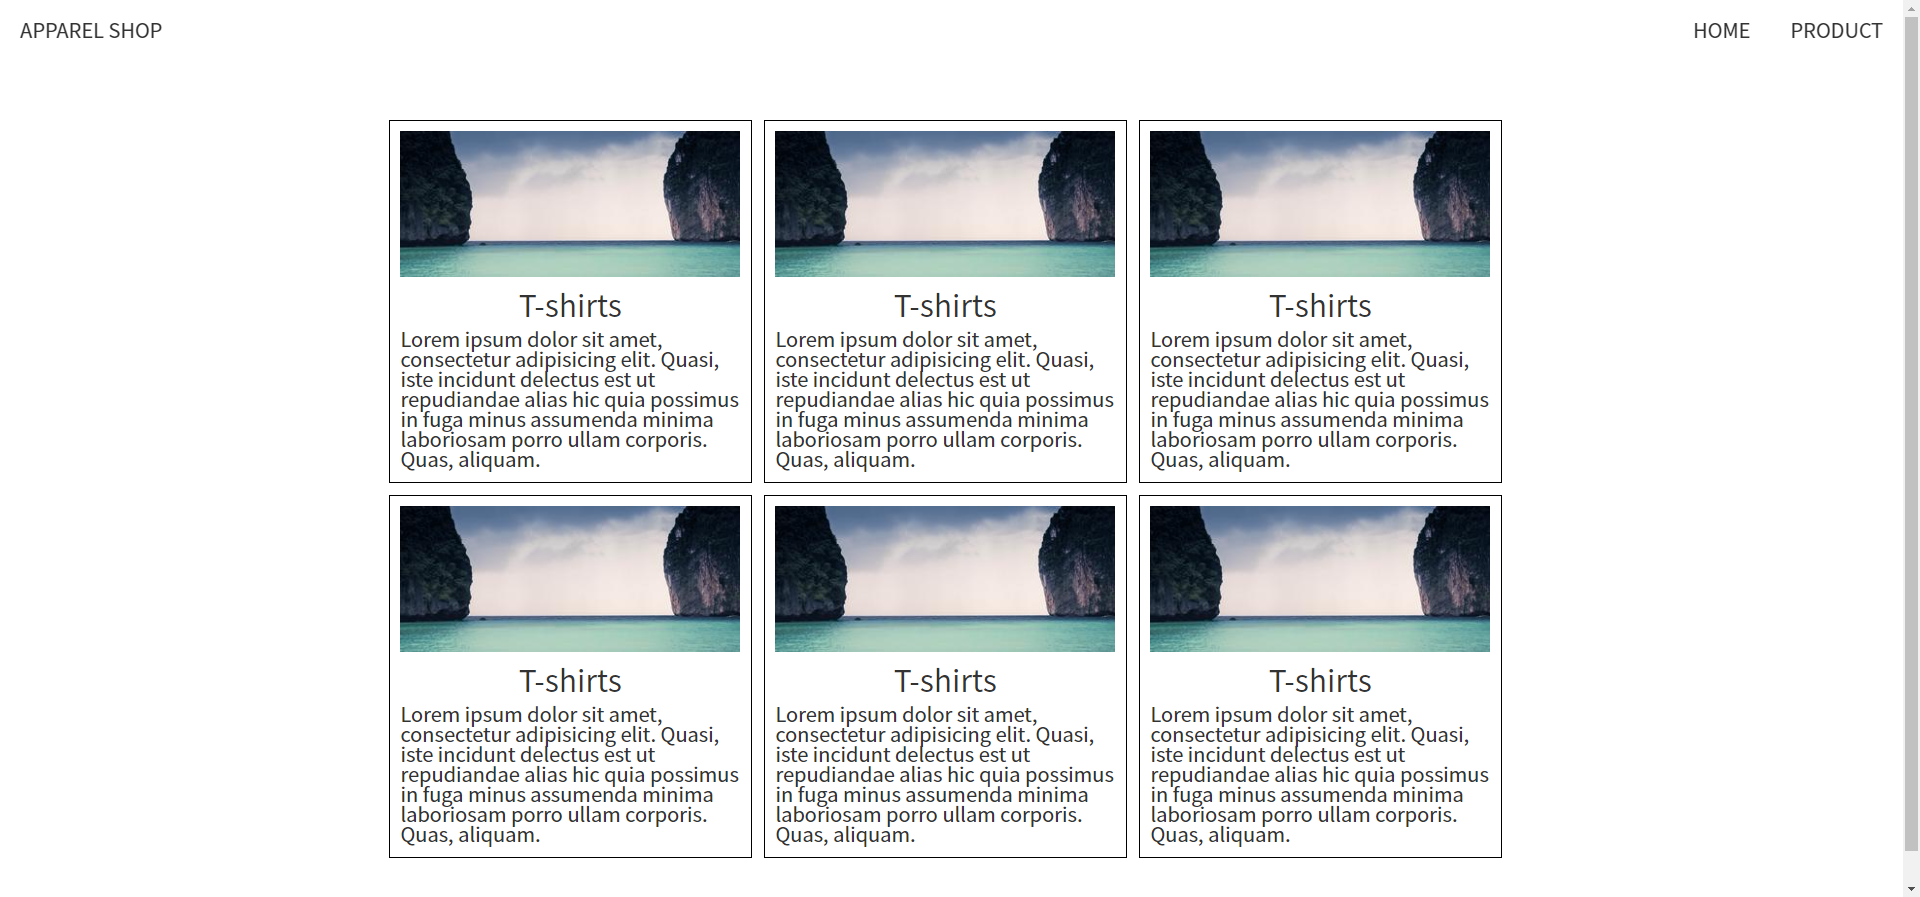 APPAREL SHOP
HOME
PRODUCT
T-shirts
Lorem ipsum dolor sit amet,
consectetur adipisicing elit. Quasi,
iste incidunt delectus est ut
repudiandae alias hic quia possimus
in fuga minus assumenda minima
laboriosam porro ullam corporis.
Quas, aliquam.
T-shirts
Lorem ipsum dolor sit amet,
consectetur adipisicing elit. Quasi,
iste incidunt delectus est ut
repudiandae alias hic quia possimus
in fuga minus assumenda minima
laboriosam porro ullam corporis.
Quas, aliquam.
T-shirts
Lorem ipsum dolor sit amet,
consectetur adipisicing elit. Quasi,
iste incidunt delectus est ut
repudiandae alias hic quia possimus
in fuga minus assumenda minima
laboriosam porro ullam corporis.
Quas, aliquam.
T-shirts
Lorem ipsum dolor sit amet,
consectetur adipisicing elit. Quasi,
iste incidunt delectus est ut
repudiandae alias hic quia possimus
in fuga minus assumenda minima
laboriosam porro ullam corporis.
Quas, aliquam.
T-shirts
Lorem ipsum dolor sit amet,
consectetur adipisicing elit. Quasi,
iste incidunt delectus est ut
repudiandae alias hic quia possimus
in fuga minus assumenda minima
laboriosam porro ullam corporis.
Quas, aliquam.
T-shirts
Lorem ipsum dolor sit amet,
consectetur adipisicing elit. Quasi,
iste incidunt delectus est ut
repudiandae alias hic quia possimus
in fuga minus assumenda minima
laboriosam porro ullam corporis.
Quas, aliquam.